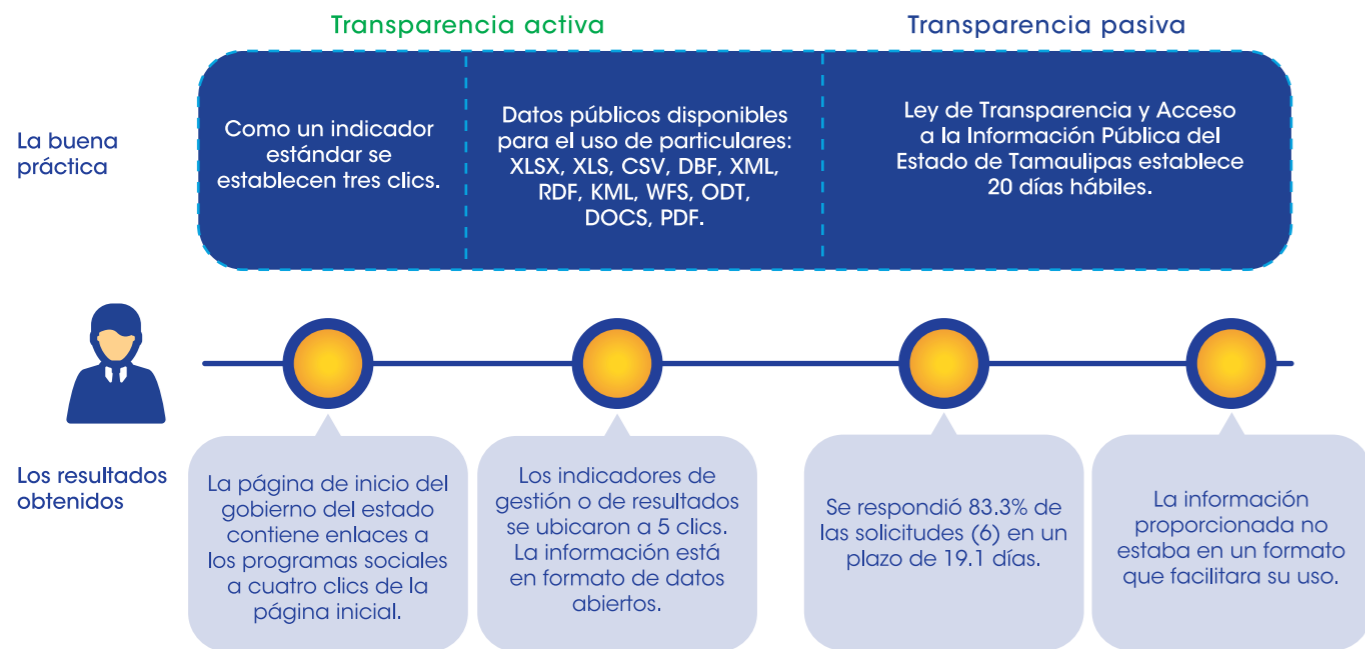 Transparencia activa
Transparencia pasiva
La buena
práctica
Como un indicador
estándar se
establecen tres clics.
Datos públicos disponibles
para el uso de particulares:
XLSX, XLS, CSV, DBF, XML,
RDF, KML, WFS, ODT,
DOCS, PDF.
Ley de Transparencia y Acceso
a la Información Pública del
Estado de Tamaulipas establece
20 días hábiles.
Los resultados
obtenidos
La página de inicio del
gobierno del estado
contiene enlaces a
los programas sociales
a cuatro clics de la
página inicial.
Los indicadores de
gestión o de resultados
se ubicaron a 5 clics.
La información está
en formato de datos
abiertos.
Se respondió 83.3% de
las solicitudes (6) en un
plazo de 19.1 días.
La información
proporcionada no
estaba en un formato
que facilitara su uso.